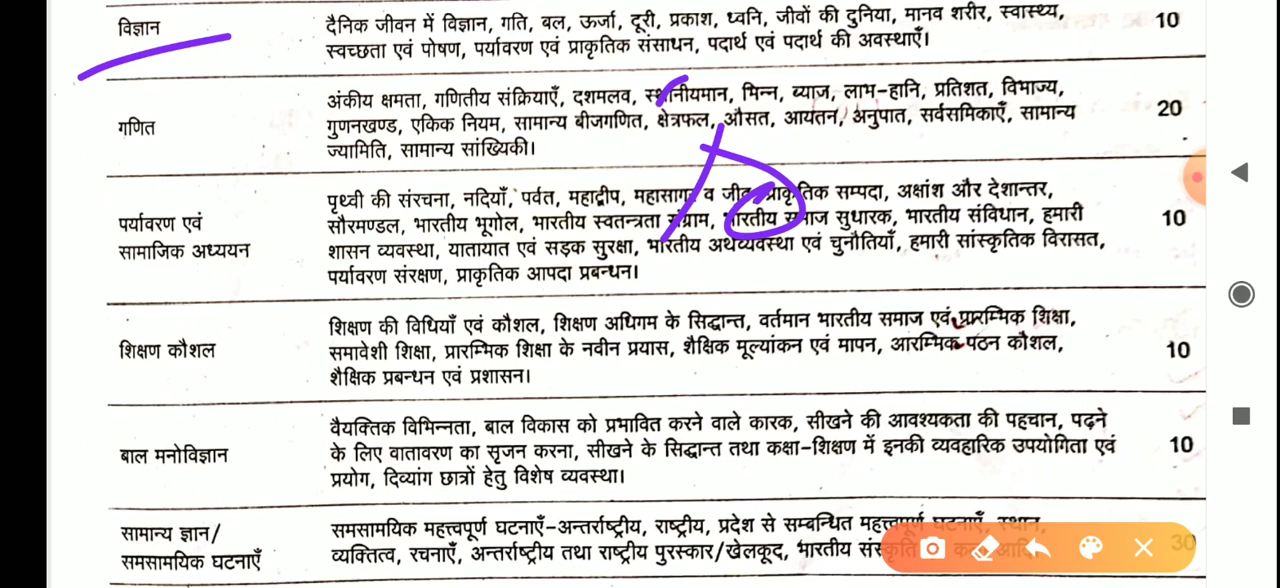 विज्ञान
दैनिक जीवन में विज्ञान, गति, बल, ऊर्जा, दूरी, प्रकाश, ध्वनि, जीवों की दुनिया, मानव शरीर, स्वास्थ्य,
स्वच्छता एवं पोषण, पर्यावरण एवं प्राकृतिक संसाधन, पदार्थ एवं पदार्थ की अवस्थाएँ।
10
गणित
अंकीय क्षमता, गणितीय संक्रियाएँ, दशमलव, स्थानीयमान, भिन्न, ब्याज, लाभ-हानि, प्रतिशत, विभाज्य,
गुणनखण्ड, एकिक नियम, सामान्य बीजगणित, क्षेत्रफल, औसत, आयतन, अनुपात, सर्वसमिकाएँ, सामान्य
ज्यामिति, सामान्य सांख्यिकी।
20
पर्यावरण एवं
सामाजिक अध्ययन
पृथ्वी की संरचना, नदियाँ, पर्वत, महाद्वीप, महासागर व जीव, प्राकृतिक सम्पदा, अक्षांश और देशान्तर,
सौरमण्डल, भारतीय भूगोल, भारतीय स्वतन्त्रता संग्राम, भारतीय समाज सुधारक, भारतीय संविधान, हमारी
शासन व्यवस्था, यातायात एवं सड़क सुरक्षा, भारतीय अर्थव्यवस्था एवं चुनौतियाँ, हमारी सांस्कृतिक विरासत,
पर्यावरण संरक्षण, प्राकृतिक आपदा प्रबन्धन।
10
शिक्षण कौशल
शिक्षण की विधियाँ एवं कौशल, शिक्षण अधिगम के सिद्धान्त, वर्तमान भारतीय समाज एवं प्रारम्भिक शिक्षा,
समावेशी शिक्षा, प्रारम्भिक शिक्षा के नवीन प्रयास, शैक्षिक मूल्यांकन एवं मापन, आरम्भिक पठन कौशल,
शैक्षिक प्रबन्धन एवं प्रशासन।
10
बाल मनोविज्ञान
वैयक्तिक विभिन्नता, बाल विकास को प्रभावित करने वाले कारक, सीखने की आवश्यकता की पहचान, पढ़ने
के लिए वातावरण का सृजन करना, सीखने के सिद्धान्त तथा कक्षा-शिक्षण में इनकी व्यवहारिक उपयोगिता एवं
प्रयोग, दिव्यांग छात्रों हेतु विशेष व्यवस्था।
10
सामान्य ज्ञान/
समसामयिक घटनाएँ
समसामयिक महत्त्वपूर्ण घटनाएँ-अन्तर्राष्ट्रीय, राष्ट्रीय, प्रदेश से सम्बन्धित महत्त्वपूर्ण घटनाएँ, स्थान,
व्यक्तित्व, रचनाएँ, अन्तर्राष्ट्रीय तथा राष्ट्रीय पुरस्कार/खेलकूद, भारतीय
30